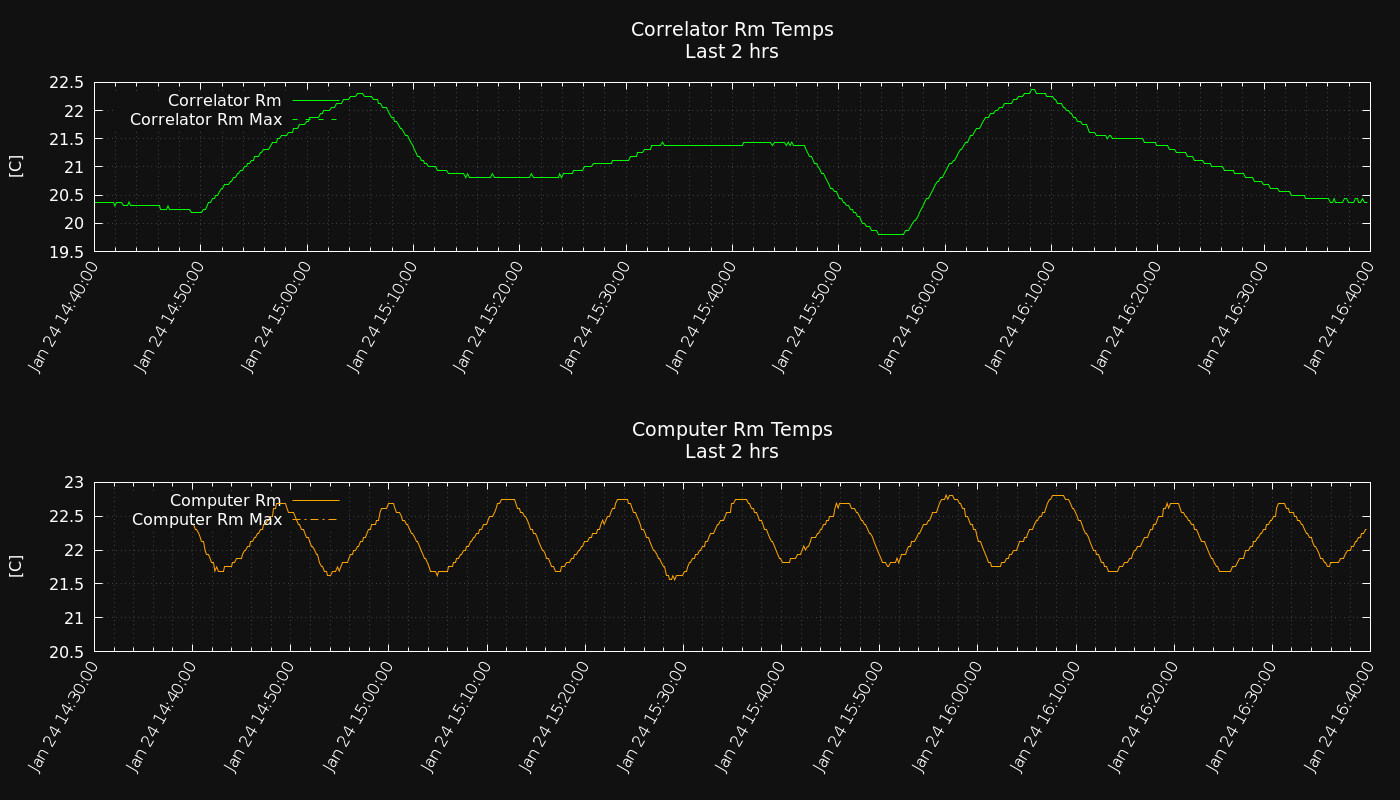 Correlator Rm Temps
Last 2 hrs
22.5
22
21.5
21
20.5
20
19.5
[C]
Correlator Rm
Correlator Rm Max
Jan 24 14:40:00
Jan 24 14:50:00
Jan 24 15:00:00
Jan 24 15:10:00
Jan 24 15:20:00
Jan 24 15:30:00
Jan 24 15:40:00
Jan 24 15:50:00
Jan 24 16:00:00
Jan 24 16:10:00
Jan 24 16:20:00
Jan 24 16:30:00
Jan 24 16:40:00
Computer Rm Temps
Last 2 hrs
23
22.5
22
21.5
21
20.5
[C]
Computer Rm
Computer Rm Max
Jan 24 14:30:00
Jan 24 14:40:00
Jan 24 14:50:00
Jan 24 15:00:00
Jan 24 15:10:00
Jan 24 15:20:00
Jan 24 15:30:00
Jan 24 15:40:00
Jan 24 15:50:00
Jan 24 16:00:00
Jan 24 16:10:00
Jan 24 16:20:00
Jan 24 16:30:00
Jan 24 16:40:00